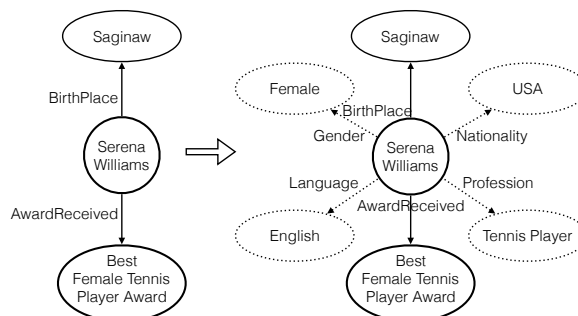 Saginaw
BirthPlace
Serena
Williams
AwardReceived
Best
Female Tennis
Player Award
Saginaw
Female
USA
BirthPlace
Gender
Nationality
Serena
Williams
Language
Profession
AwardReceived
English
Tennis Player
Best
Female Tennis
Player Award